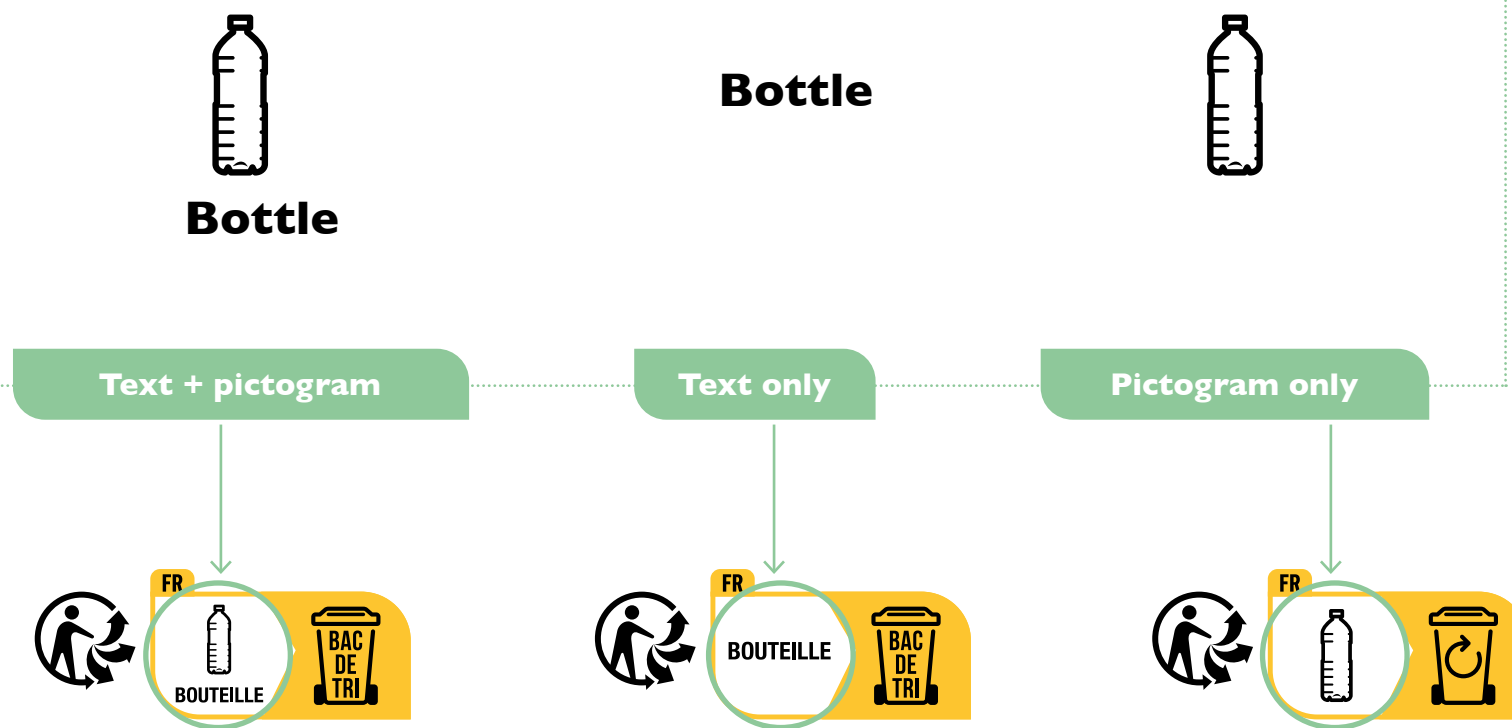 Bottle
Bottle
Text + pictogram
Text only
Pictogram only
FR
BOUTEILLE
BAC
DE
TRI
FR
BOUTEILLE
BAC
DE
TRI
FR